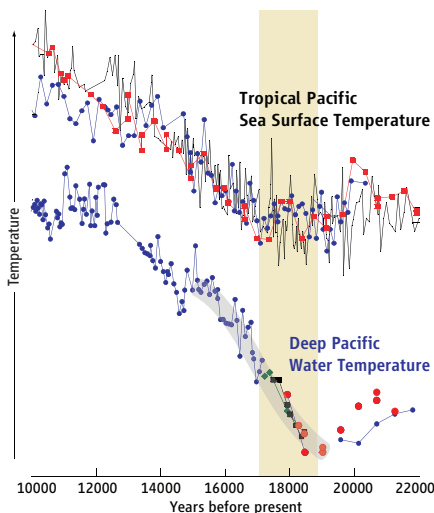 Tropical Pacific
Sea Surface Temperature
Temperature
Deep Pacific
Water Temperature
10000 12000 14000 16000 18000 20000 22000
Years before present